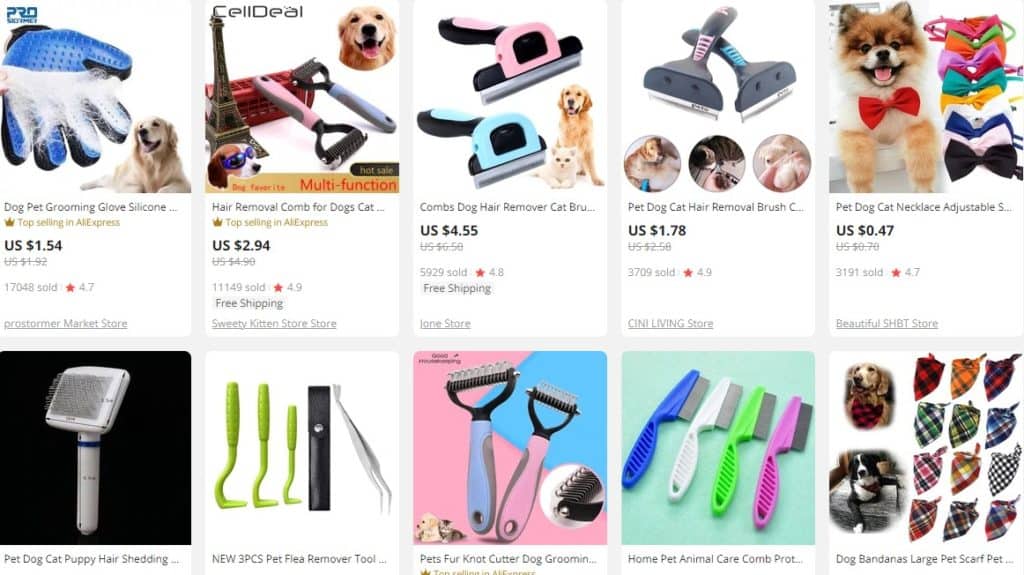 PRO
STORMET
Dog Pet Grooming Glove Silicone ...
Top selling in AliExpress
US $1.54
US $1.92
17048 sold
4.7
prostormer Market Store
CellDeal
hot sale
Dog favorite
Multi-function
Hair Removal Comb for Dogs Cat ...
Top selling in AliExpress
US $2.94
US $4.90
11149 sold
4.9
Free Shipping
Sweety Kitten Store Store
Combs Dog Hair Remover Cat Bru...
US $4.55
US $6.50
5929 sold
4.8
Free Shipping
Ione Store
Pet Dog Cat Hair Removal Brush C...
US $1.78
US $2.58
3709 sold
4.9
CINI LIVING Store
Pet Dog Cat Necklace Adjustable S...
US $0.47
US $0.70
3191 sold
4.7
Beautiful SHBT Store
Pet Dog Cat Puppy Hair Shedding ...
NEW 3PCS Pet Flea Remover Tool ...
Good
Housekeeping
Pets Fur Knot Cutter Dog Groomin...
Top selling in AliExpress
Home Pet Animal Care Comb Prot...
Dog Bandanas Large Pet Scarf Pet ...